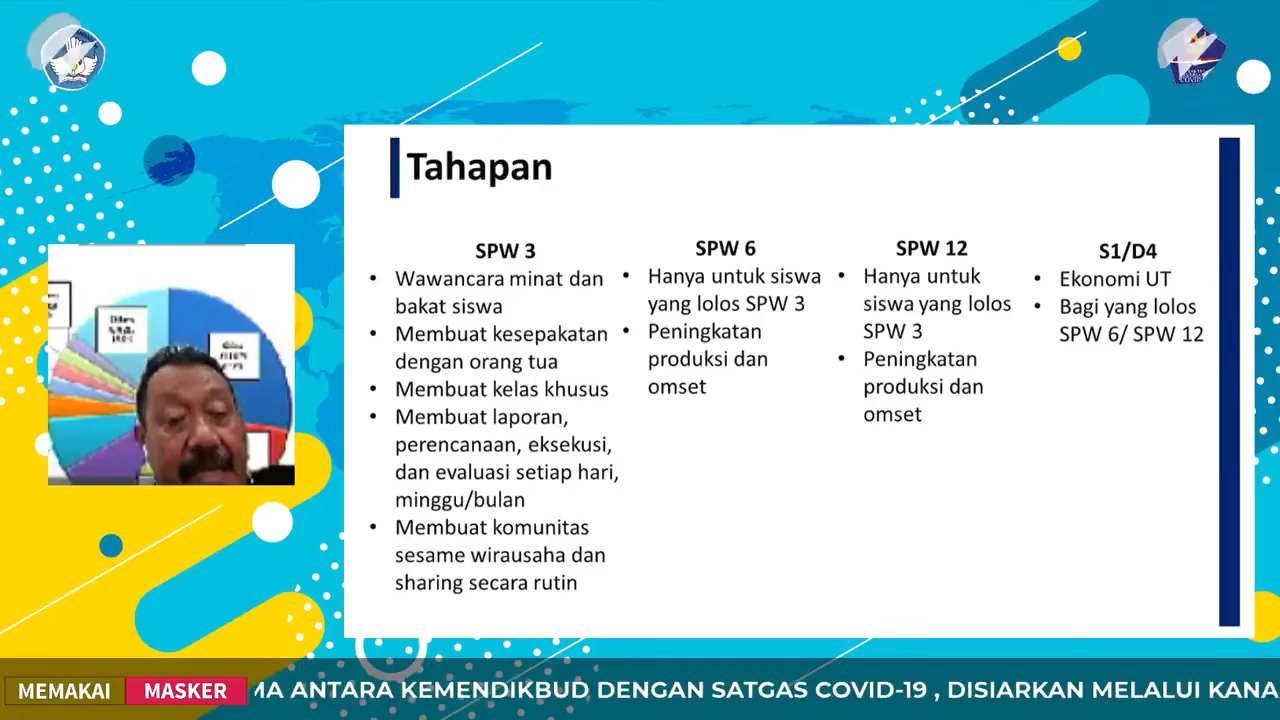 Tahapan
SPW 3
• Wawancara minat dan
bakat siswa
• Membuat kesepakatan
dengan orang tua
• Membuat kelas khusus
• Membuat laporan,
perencanaan, eksekusi,
dan evaluasi setiap hari,
minggu/bulan
• Membuat komunitas
sesame wirausaha dan
sharing secara rutin
SPW 6
• Hanya untuk siswa
yang lolos SPW 3
• Peningkatan
produksi dan
omset
SPW 12
• Hanya untuk
siswa yang lolos
SPW 3
• Peningkatan
produksi dan
omset
S1/D4
• Ekonomi UT
• Bagi yang lolos
SPW 6/ SPW 12
MEMAKAI MASKER
MA ANTARA KEMENDIKBUD DENGAN SATGAS COVID-19 , DISIARKAN MELALUI KANA